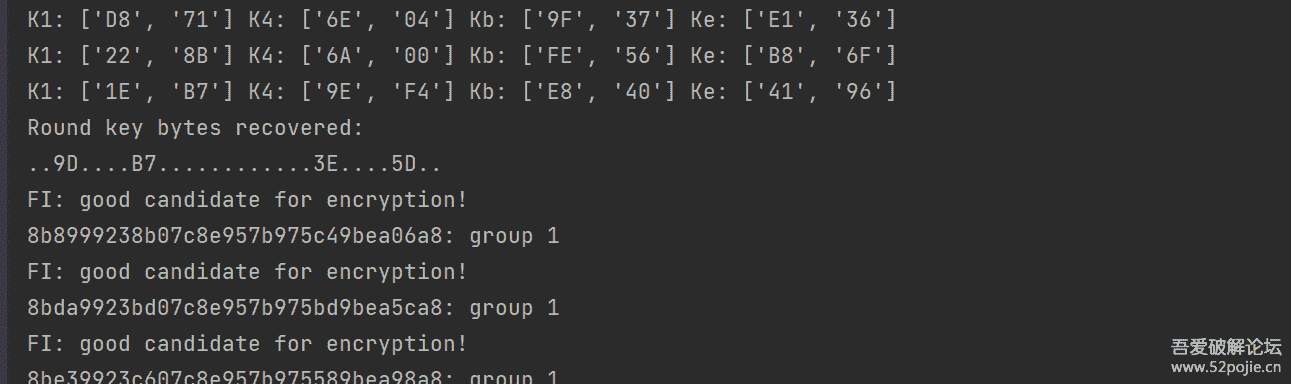 K1: ['D8', '71'] K4: ['6E', '04'] Kb: ['9F', '37'] Ke: ['E1', '36']
K1: ['22', '8B'] K4: ['6A', '00'] Kb: ['FE', '56'] Ke: ['B8', '6F']
K1: ['1E', 'B7'] K4: ['9E', 'F4'] Kb: ['E8', '40'] Ke: ['41', '96']
Round key bytes recovered:
..9D....B7............3E....5D..
FI: good candidate for encryption!
8b8999238b07c8e957b975c49bea06a8: group 1
FI: good candidate for encryption!
8bda9923bd07c8e957b975bd9bea5ca8: group 1
FI: good candidate for encryption!
8be39923c607c8e957b975589bea98a8: group 1
吾爱破解论坛
www.52pojie.cn